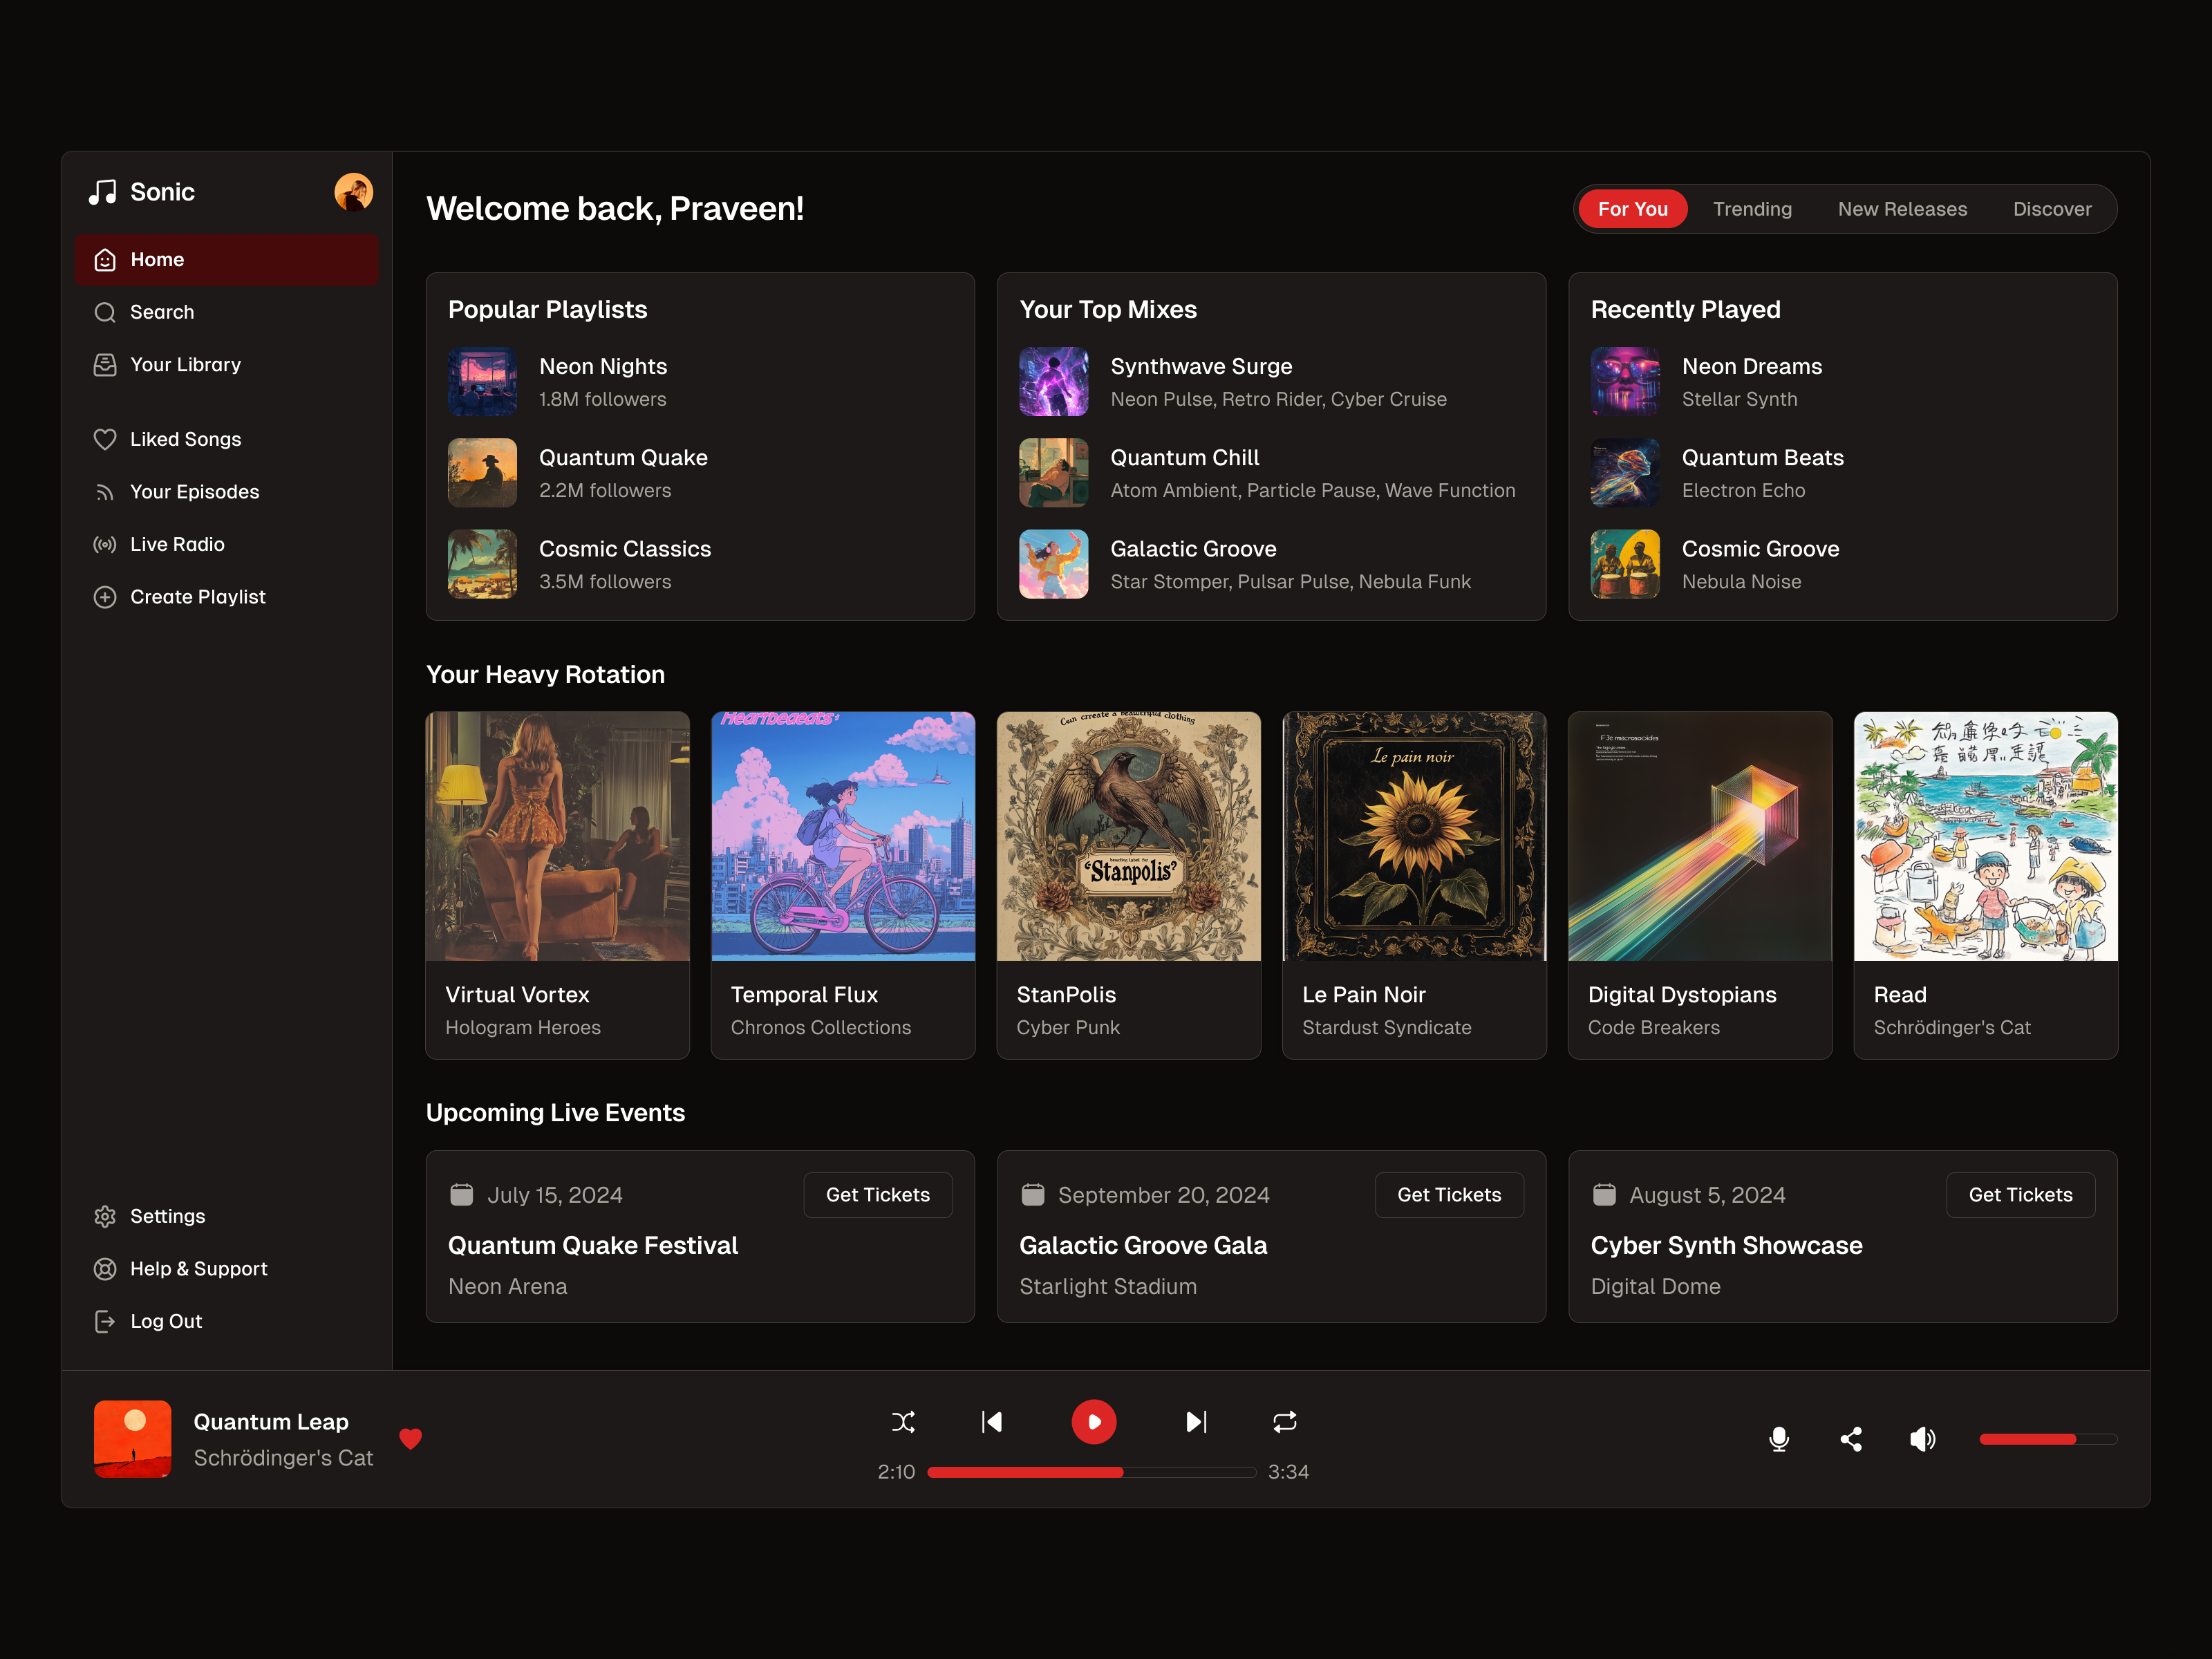 Sonic
Home
Search
Your Library
Liked Songs
Your Episodes
Live Radio
Create Playlist
Settings
Help & Support
Log Out
Welcome back, Praveen!
For You
Trending
New Releases
Discover
Popular Playlists
Neon Nights
1.8M followers
Quantum Quake
2.2M followers
Cosmic Classics
3.5M followers
Your Top Mixes
Synthwave Surge
Neon Pulse, Retro Rider, Cyber Cruise
Quantum Chill
Atom Ambient, Particle Pause, Wave Function
Galactic Groove
Star Stomper, Pulsar Pulse, Nebula Funk
Recently Played
Neon Dreams
Stellar Synth
Quantum Beats
Electron Echo
Cosmic Groove
Nebula Noise
Your Heavy Rotation
Virtual Vortex
Hologram Heroes
Temporal Flux
Chronos Collections
"Stanpolis?
StanPolis
Cyber Punk
Le pain noir
Le Pain Noir
Stardust Syndicate
Digital Dystopians
Code Breakers
Read
Schrödinger's Cat
Upcoming Live Events
July 15, 2024
Get Tickets
Quantum Quake Festival
Neon Arena
September 20, 2024
Get Tickets
Galactic Groove Gala
Starlight Stadium
August 5, 2024
Get Tickets
Cyber Synth Showcase
Digital Dome
Quantum Leap
Schrödinger's Cat
2:10
3:34